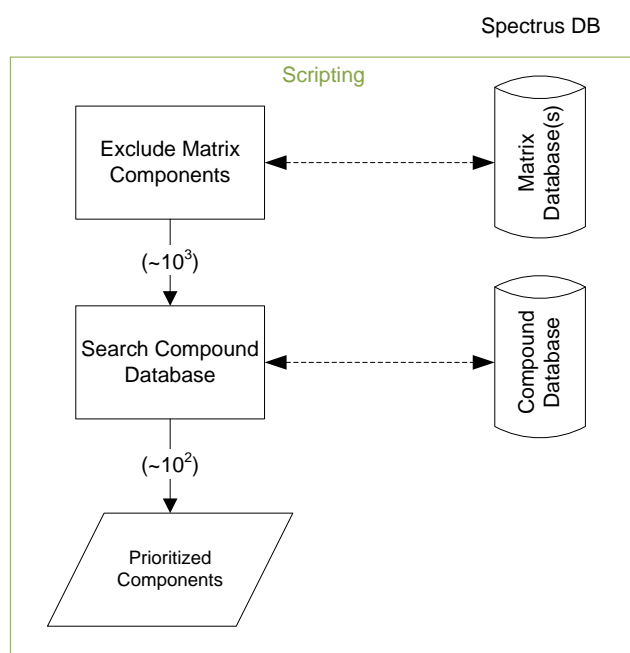 Spectrus DB
Scripting
Exclude Matrix
Components
Matrix
Database(s)
(~10³)
Search Compound
Database
Compound
Database
(~10²)
Prioritized
Components